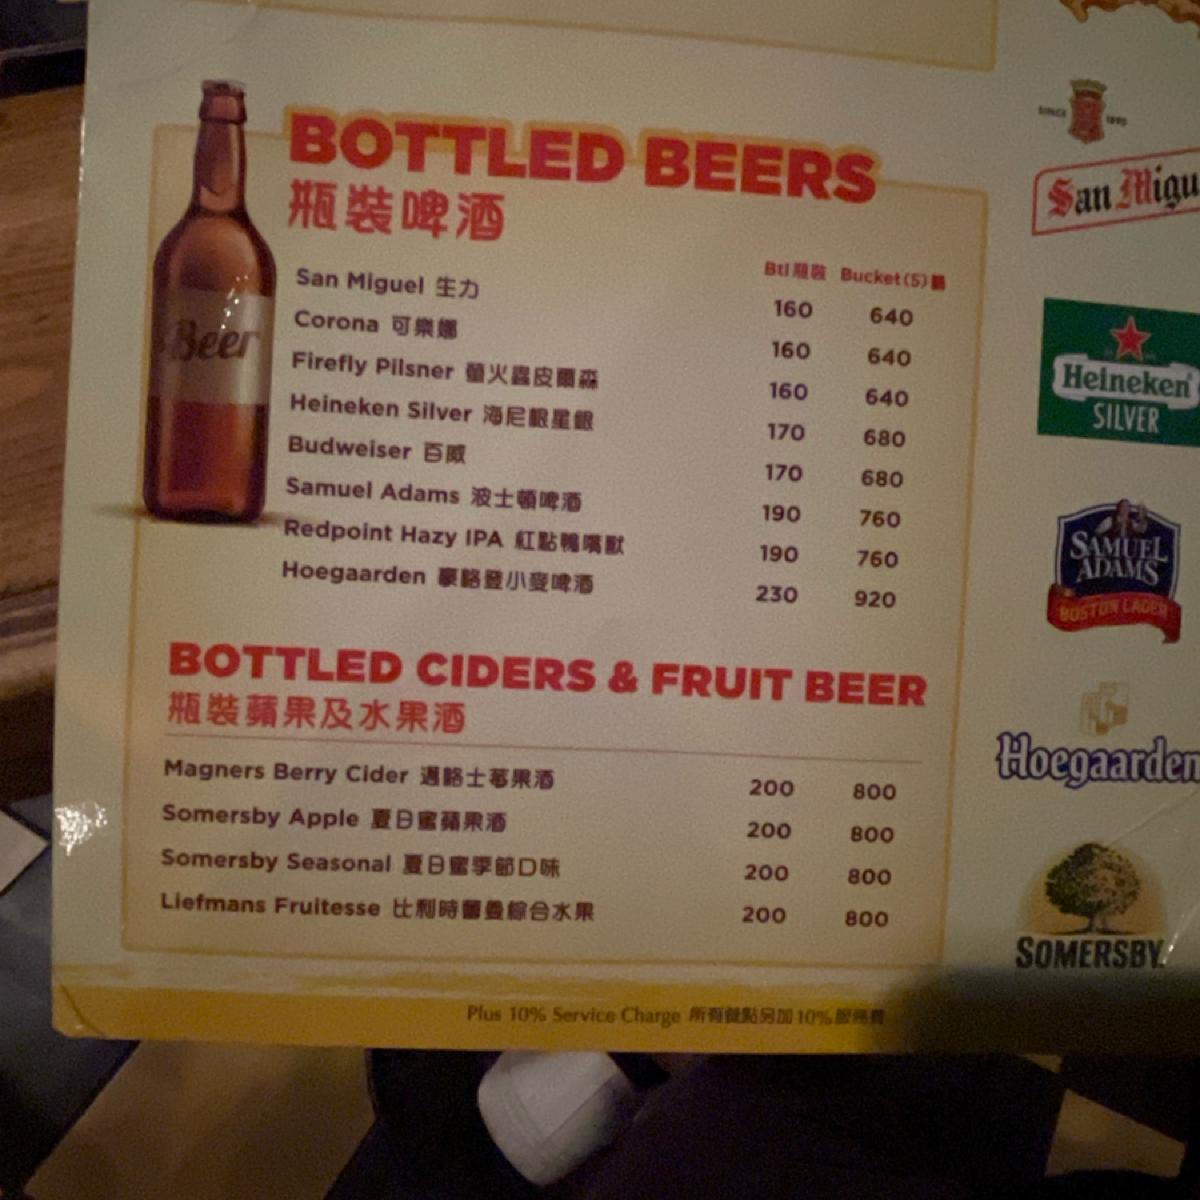 BOTTLED BEERS
瓶裝啤酒
Beer
Btl 瓶裝 Bucket (5) 桶
San Miguel 生力 160 640
Corona 可樂娜 160 640
Firefly Pilsner 螢火蟲皮爾森 160 640
Heineken Silver 海尼根星銀 170 680
Budweiser 百威 170 680
Samuel Adams 波士頓啤酒 190 760
Redpoint Hazy IPA 紅點鴨嘴獸 190 760
Hoegaarden 豪格登小麥啤酒 230 920
BOTTLED CIDERS & FRUIT BEER
瓶裝蘋果及水果酒
Magners Berry Cider 邁格士莓果酒 200 800
Somersby Apple 夏日蜜蘋果酒 200 800
Somersby Seasonal 夏日蜜季節口味 200 800
Liefmans Fruitesse 比利時蕾曼綜合水果 200 800
Plus 10% Service Charge 所有餐點另加10%服務費
SINCE 1890
San Migu
Heineken
SILVER
SAMUEL
ADAMS
BOSTON LAGER
Hoegaarden
SOMERSBY